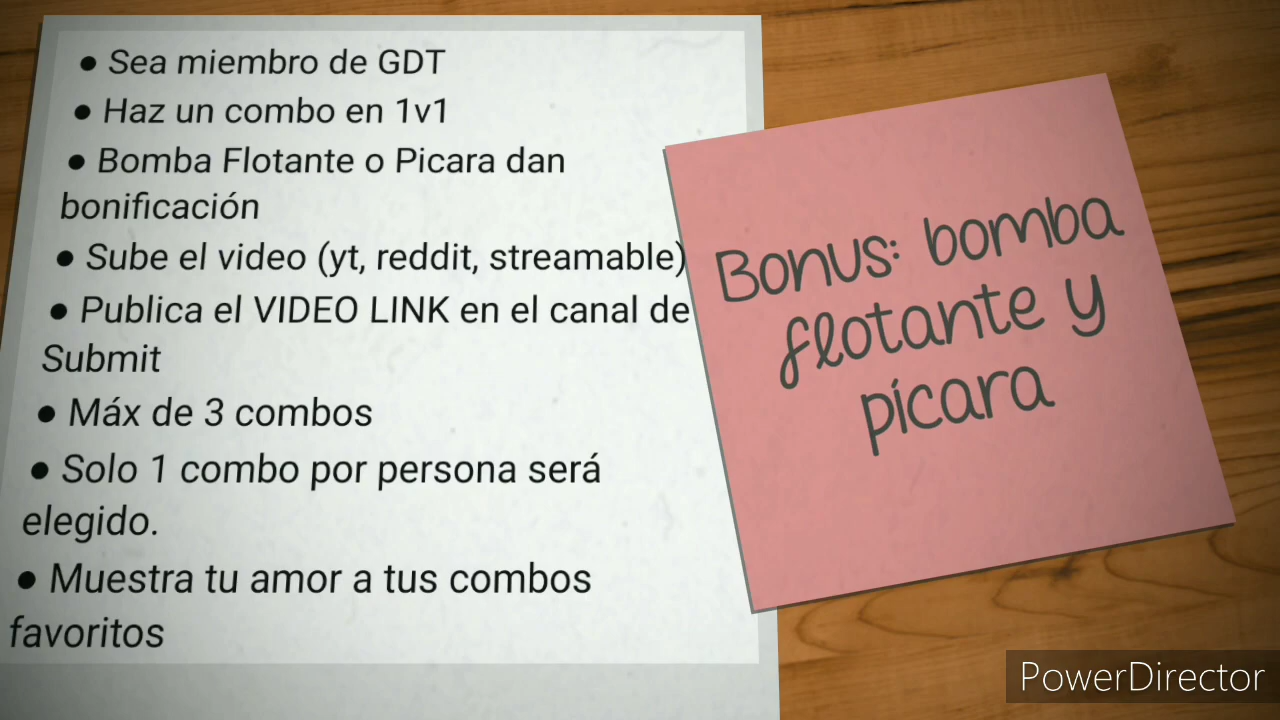 ● Sea miembro de GDT
● Haz un combo en 1v1
● Bomba Flotante o Picara dan
bonificación
● Sube el video (yt, reddit, streamable)
● Publica el VIDEO LINK en el canal de
Submit
● Máx de 3 combos
● Solo 1 combo por persona será
elegido.
● Muestra tu amor a tus combos
favoritos
Bonus: bomba
flotante y
pícara
PowerDirector